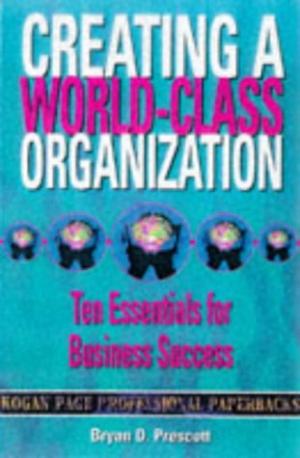 CREATING A
WORLD-CLASS
ORGANIZATION
Ten Essentials for
Business Success
KOGAN PAGE PROFESSIONAL PAPERBACKS
Bryan D. Prescott